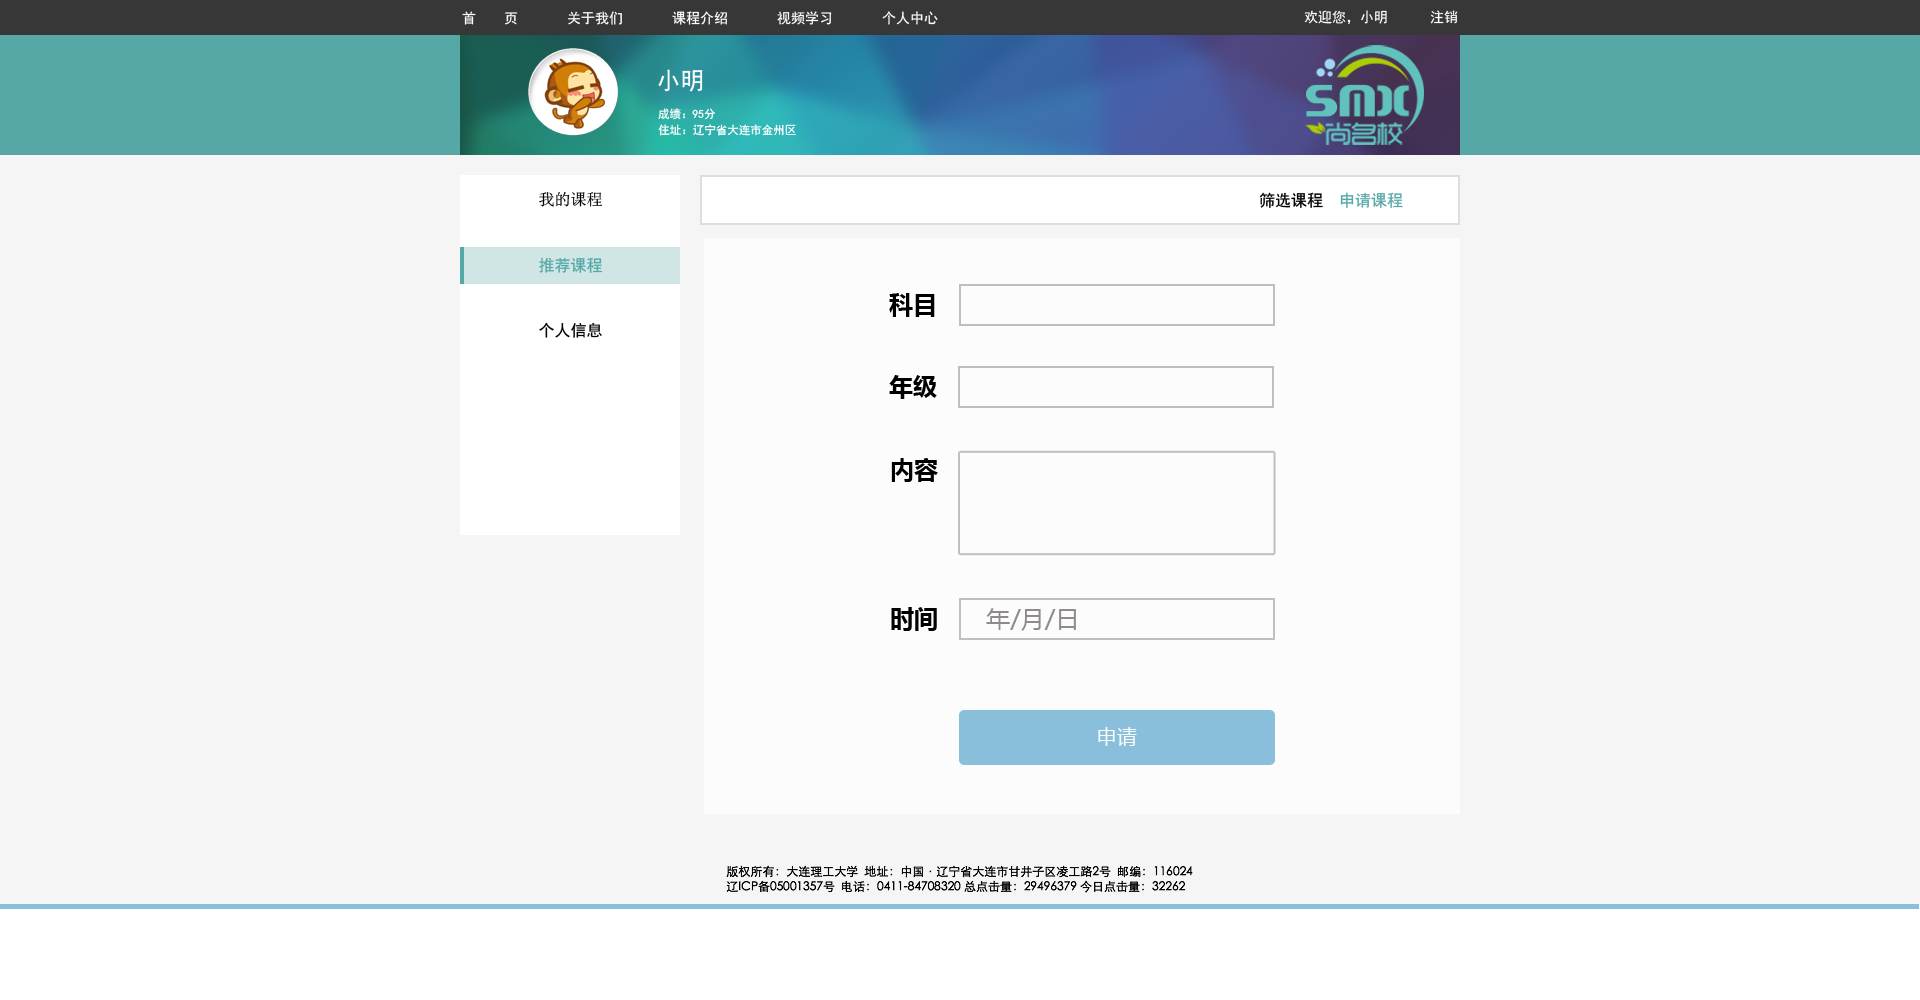 首 页 关于我们 课程介绍 视频学习 个人中心 欢迎您，小明 注销
小明
成绩：95分
住址：辽宁省大连市金州区
SMX
尚名校
我的课程
推荐课程
个人信息
筛选课程 申请课程
科目
年级
内容
时间 年/月/日
申请
版权所有：大连理工大学 地址：中国·辽宁省大连市甘井子区凌工路2号 邮编：116024
辽ICP备05001357号 电话：0411-84708320 总点击量：29496379 今日点击量：32262